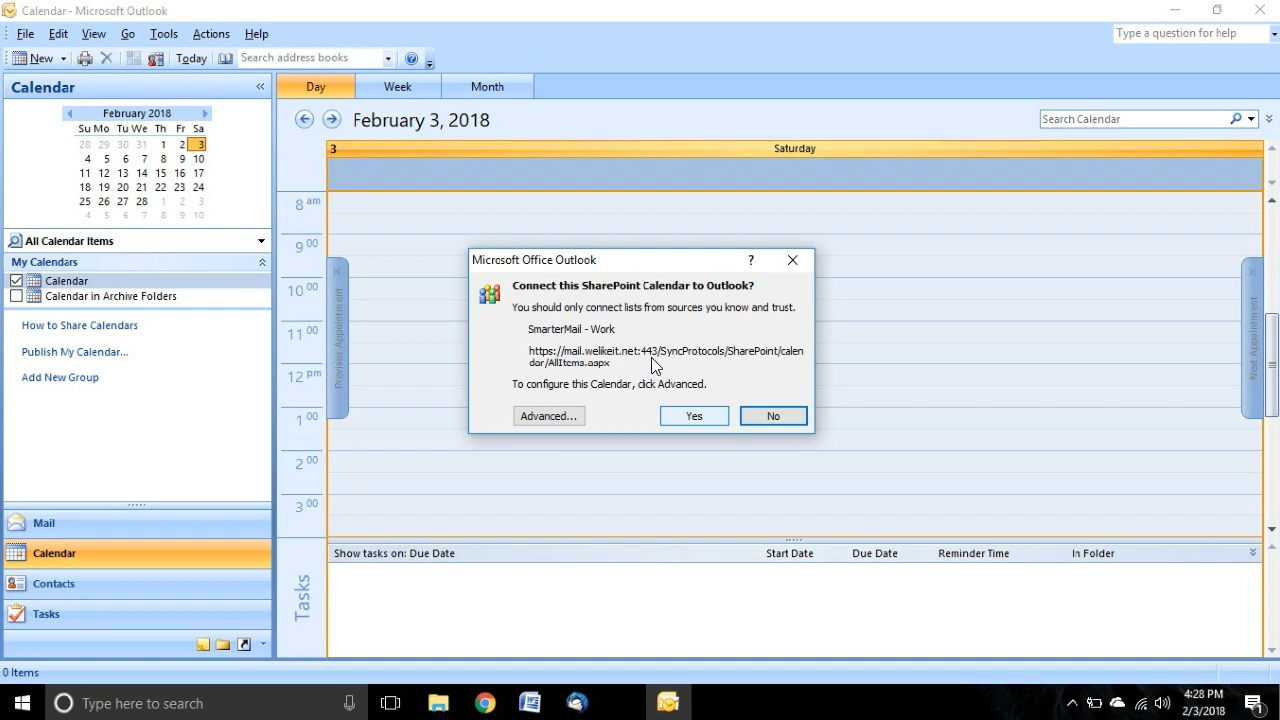 Calendar - Microsoft Outlook
File Edit View Go Tools Actions Help
Type a question for help
New Today Search address books
Calendar
Day Week Month
February 2018
Su Mo Tu We Th Fr Sa
28 29 30 31 1 2 3
4 5 6 7 8 9 10
11 12 13 14 15 16 17
18 19 20 21 22 23 24
25 26 27 28 1 2 3
4 5 6 7 8 9 10
February 3, 2018
Search Calendar
3 Saturday
All Calendar Items
My Calendars
Calendar
Calendar in Archive Folders
How to Share Calendars
Publish My Calendar...
Add New Group
8 am
9 00
10 00
11 00
12 pm
1 00
2 00
3 00
Previous Appointment
Next Appointment
Microsoft Office Outlook
Connect this SharePoint Calendar to Outlook?
You should only connect lists from sources you know and trust.
SmarterMail - Work
https://mail.welikeit.net:443/SyncProtocols/SharePoint/calen
dar/AllItems.aspx
To configure this Calendar, click Advanced.
Advanced... Yes No
Mail
Calendar
Contacts
Tasks
Show tasks on: Due Date Start Date Due Date Reminder Time In Folder
Tasks
0 Items
Type here to search
4:28 PM
2/3/2018
1